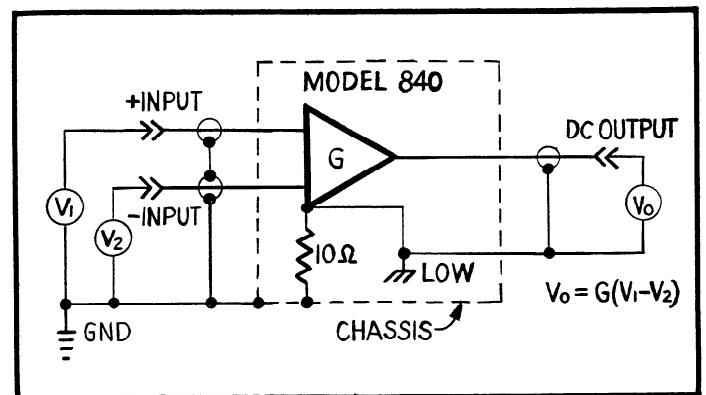 MODEL 840
+INPUT
DC OUTPUT
G
V1
-INPUT
V2
V0
10Ω
LOW
V0 = G(V1-V2)
GND
CHASSIS